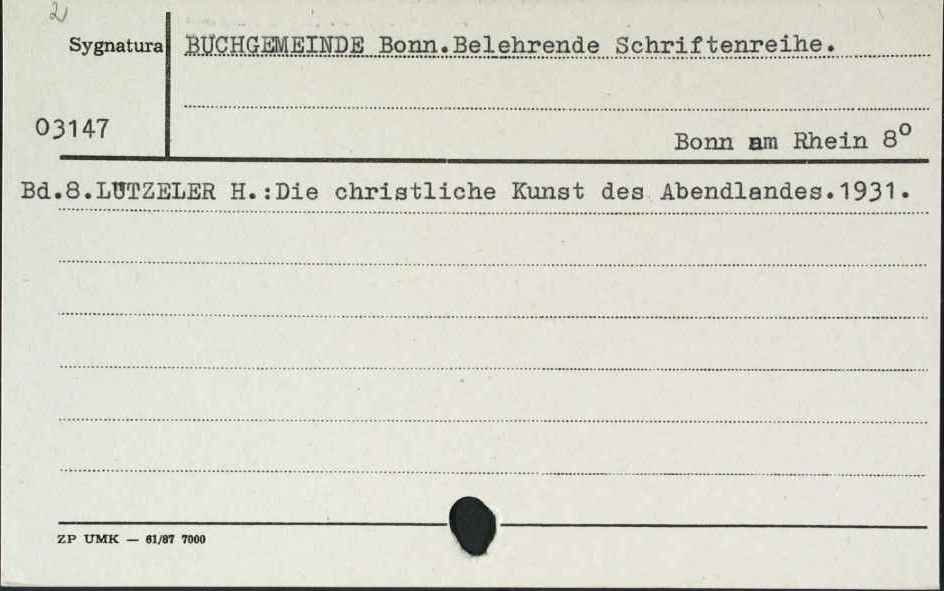 2
Sygnatura
BUCHGEMEINDE Bonn.Belehrende Schriftenreihe.
03147
Bonn am Rhein 8º
Bd.8.LÜTZELER H.:Die christliche Kunst des Abendlandes.1931.
ZP UMK — 61/87 7000